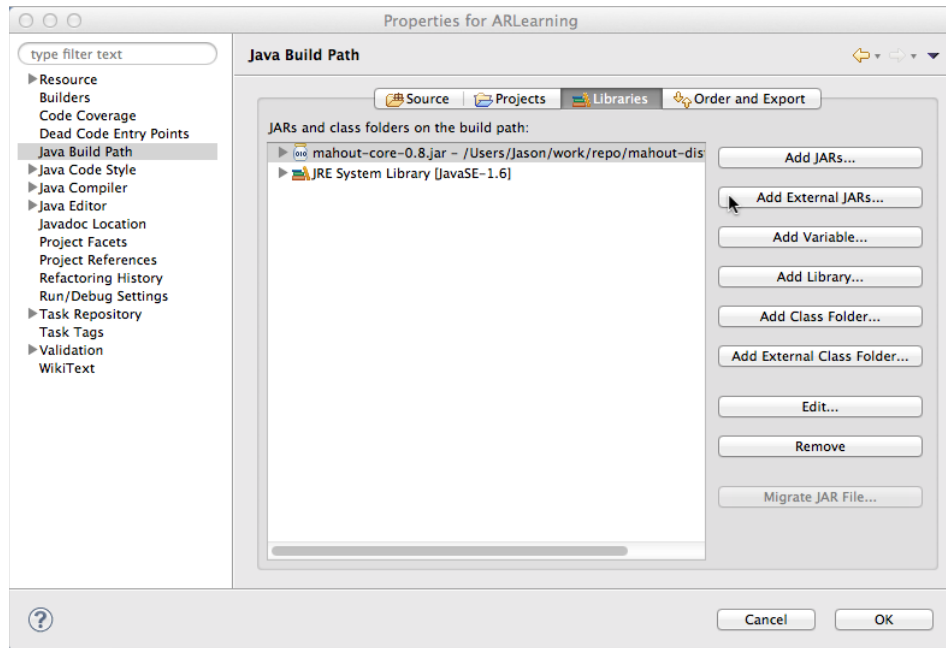 Properties for ARLearning
type filter text
Resource
Builders
Code Coverage
Dead Code Entry Points
Java Build Path
Java Code Style
Java Compiler
Java Editor
Javadoc Location
Project Facets
Project References
Refactoring History
Run/Debug Settings
Task Repository
Task Tags
Validation
WikiText
Java Build Path
Source Projects Libraries Order and Export
JARs and class folders on the build path:
mahout-core-0.8.jar – /Users/Jason/work/repo/mahout-dis
JRE System Library [JavaSE-1.6]
Add JARs...
Add External JARs...
Add Variable...
Add Library...
Add Class Folder...
Add External Class Folder...
Edit...
Remove
Migrate JAR File...
?
Cancel OK